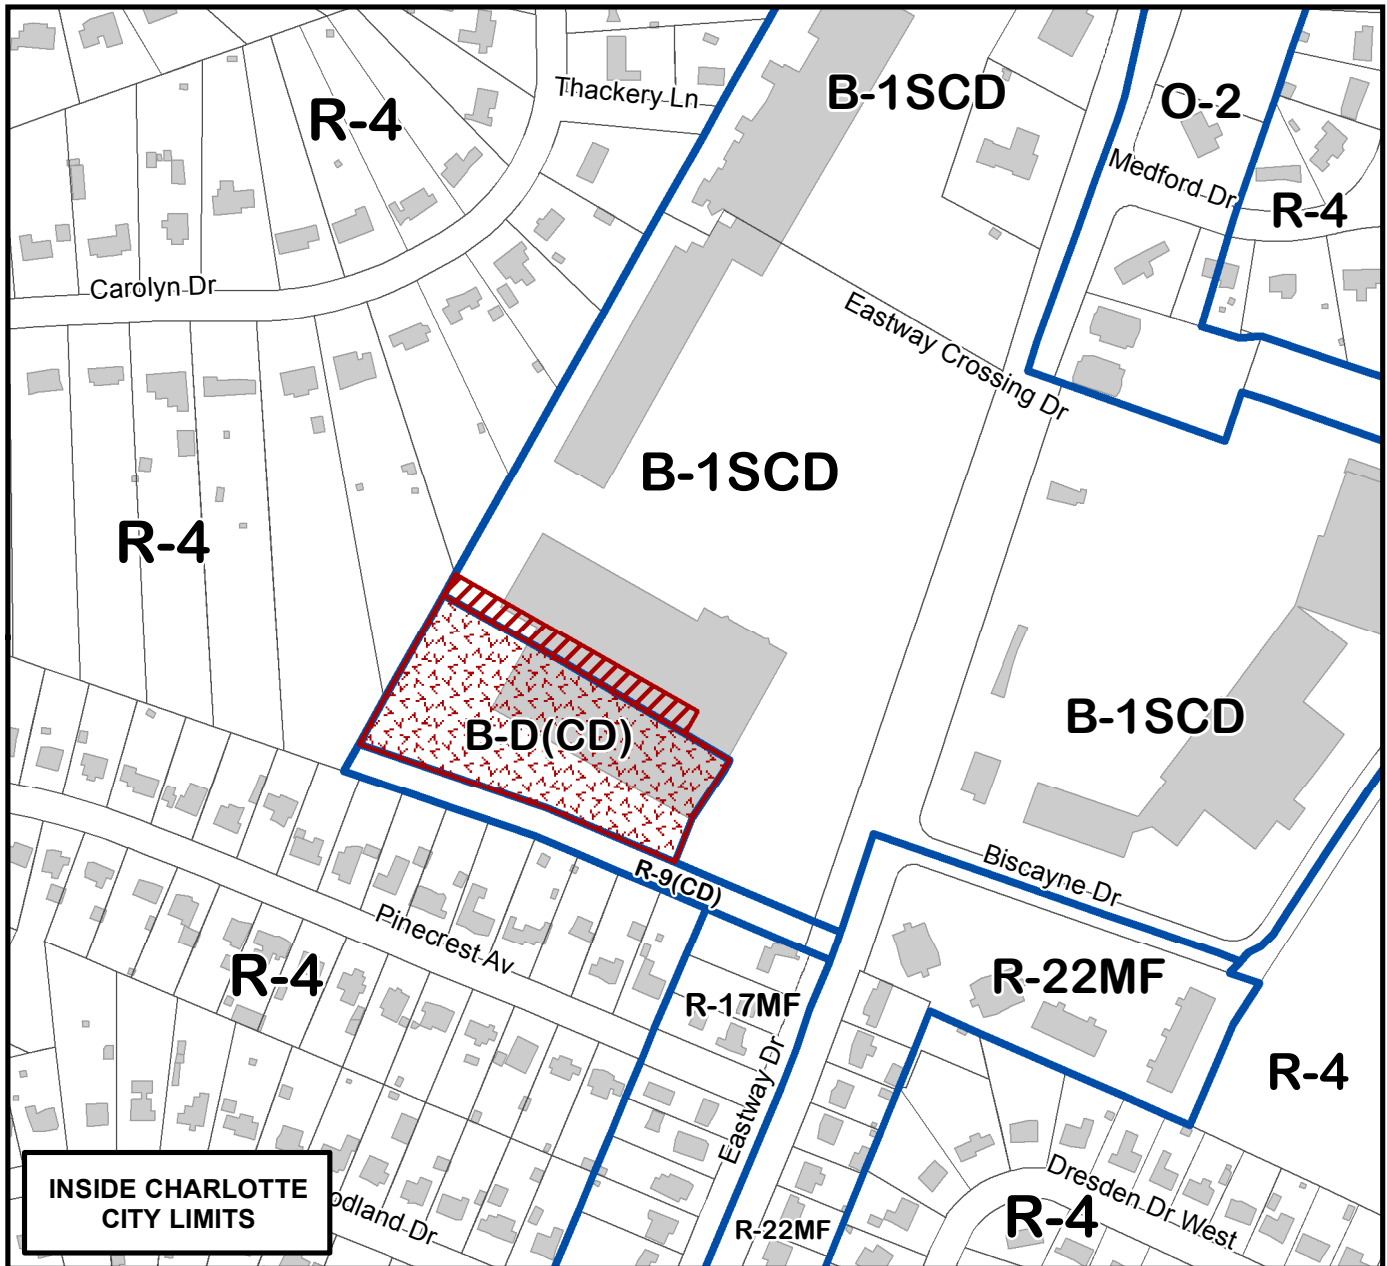 Thackery Ln
B-1SCD
O-2
R-4
Medford Dr
R-4
Carolyn Dr
Eastway Crossing Dr
B-1SCD
R-4
B-1SCD
B-D(CD)
Biscayne Dr
R-9(CD)
Pinecrest Av
R-4
R-22MF
R-17MF
Eastway Dr
R-4
Dresden Dr West
INSIDE CHARLOTTE
CITY LIMITS
odland Dr
R-22MF
R-4